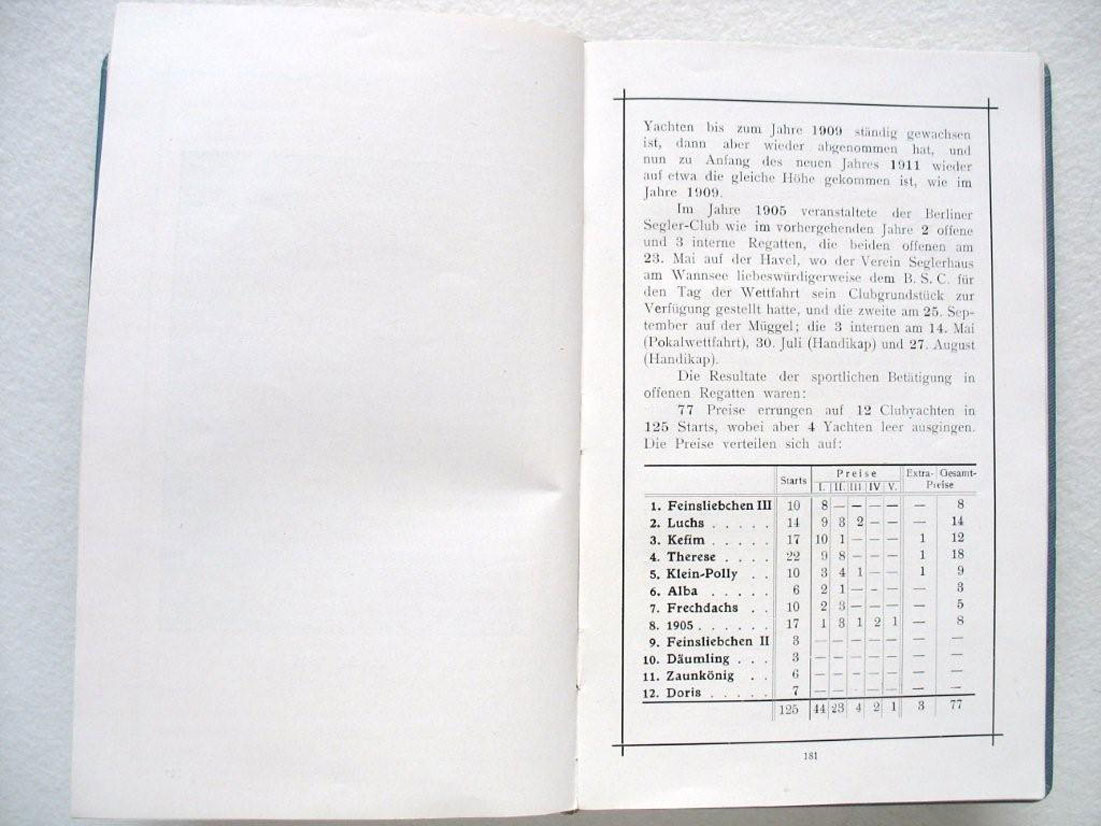 Yachten bis zum Jahre 1909 ständig gewachsen
ist, dann aber wieder abgenommen hat, und
nun zu Anfang des neuen Jahres 1911 wieder
auf etwa die gleiche Höhe gekommen ist, wie im
Jahre 1909.
Im Jahre 1905 veranstaltete der Berliner
Segler-Club wie im vorhergehenden Jahre 2 offene
und 3 interne Regatten, die beiden offenen am
23. Mai auf der Havel, wo der Verein Seglerhaus
am Wannsee liebeswürdigerweise dem B. S. C. für
den Tag der Wettfahrt sein Clubgrundstück zur
Verfügung gestellt hatte, und die zweite am 25. Sep-
tember auf der Müggel; die 3 internen am 14. Mai
(Pokalwettfahrt), 30. Juli (Handikap) und 27. August
(Handikap).
Die Resultate der sportlichen Betätigung in
offenen Regatten waren:
77 Preise errungen auf 12 Clubyachten in
125 Starts, wobei aber 4 Yachten leer ausgingen.
Die Preise verteilen sich auf:
Starts Preise Extra- Gesamt-
I. II. III IV V. Preise
1. Feinsliebchen III 10 8 — — — — — 8
2. Luchs . . . . . 14 9 3 2 — — — 14
3. Kefim . . . . . 17 10 1 — — — 1 12
4. Therese . . . . 22 9 8 — — — 1 18
5. Klein-Polly . . 10 3 4 1 — — 1 9
6. Alba . . . . . 6 2 1 — — — — 3
7. Frechdachs . . 10 2 3 — — — — 5
8. 1905 . . . . . . 17 1 3 1 2 1 — 8
9. Feinsliebchen II 3 — — — — — — —
10. Däumling . . . 3 — — — — — — —
11. Zaunkönig . . 6 — — — — — — —
12. Doris . . . . . 7 — — — — — — —
125 44 23 4 2 1 3 77
181